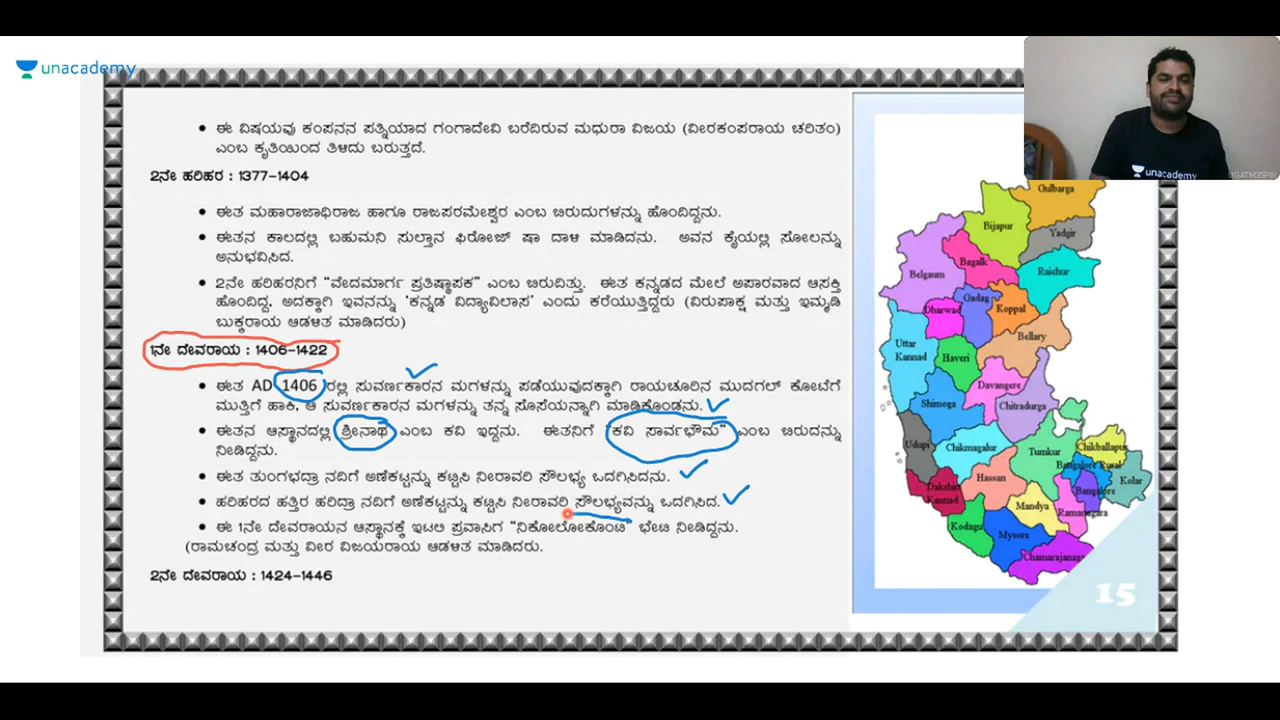 unacademy
ಈ ವಿಷಯವು ಕಂಪನನ ಪತ್ನಿಯಾದ ಗಂಗಾದೇವಿ ಬರೆದಿರುವ ಮಧುರಾ ವಿಜಯ (ವೀರಕಂಪರಾಯ ಚರಿತಂ)
ಎಂಬ ಕೃತಿಯಿಂದ ತಿಳಿದು ಬರುತ್ತದೆ.
2ನೇ ಹರಿಹರ : 1377-1404
ಈತ ಮಹಾರಾಜಾಧಿರಾಜ ಹಾಗೂ ರಾಜಪರಮೇಶ್ವರ ಎಂಬ ಬಿರುದುಗಳನ್ನು ಹೊಂದಿದ್ದನು.
ಈತನ ಕಾಲದಲ್ಲಿ ಬಹುಮನಿ ಸುಲ್ತಾನ ಫಿರೋಜ್ ಷಾ ದಾಳಿ ಮಾಡಿದನು. ಅವನ ಕೈಯಲ್ಲಿ ಸೋಲನ್ನು
ಅನುಭವಿಸಿದ.
2ನೇ ಹರಿಹರನಿಗೆ "ವೇದಮಾರ್ಗ ಪ್ರತಿಷ್ಠಾಪಕ" ಎಂಬ ಬಿರುದಿತ್ತು. ಈತ ಕನ್ನಡದ ಮೇಲೆ ಅಪಾರವಾದ ಆಸಕ್ತಿ
ಹೊಂದಿದ್ದ, ಅದಕ್ಕಾಗಿ ಇವನನ್ನು 'ಕನ್ನಡ ವಿದ್ಯಾವಿಲಾಸ' ಎಂದು ಕರೆಯುತ್ತಿದ್ದರು (ವಿರುಪಾಕ್ಷ ಮತ್ತು ಇಮ್ಮಡಿ
ಬುಕ್ಕರಾಯ ಆಡಳಿತ ಮಾಡಿದರು)
1ನೇ ದೇವರಾಯ : 1406-1422
ಈತ AD 1406 ರಲ್ಲಿ ಸುವರ್ಣಕಾರನ ಮಗಳನ್ನು ಪಡೆಯುವುದಕ್ಕಾಗಿ ರಾಯಚೂರಿನ ಮುದಗಲ್ ಕೋಟೆಗೆ
ಮುತ್ತಿಗೆ ಹಾಕಿ, ಆ ಸುವರ್ಣಕಾರನ ಮಗಳನ್ನು ತನ್ನ ಸೊಸೆಯನ್ನಾಗಿ ಮಾಡಿಕೊಂಡನು.
ಈತನ ಆಸ್ಥಾನದಲ್ಲಿ ಶ್ರೀನಾಥ ಎಂಬ ಕವಿ ಇದ್ದನು. ಈತನಿಗೆ "ಕವಿ ಸಾರ್ವಭೌಮ" ಎಂಬ ಬಿರುದನ್ನು
ನೀಡಿದ್ದನು.
ಈತ ತುಂಗಭದ್ರಾ ನದಿಗೆ ಅಣೆಕಟ್ಟನ್ನು ಕಟ್ಟಿಸಿ ನೀರಾವರಿ ಸೌಲಭ್ಯ ಒದಗಿಸಿದನು.
ಹರಿಹರದ ಹತ್ತಿರ ಹರಿದ್ರಾ ನದಿಗೆ ಅಣೆಕಟ್ಟನ್ನು ಕಟ್ಟಿಸಿ ನೀರಾವರಿ ಸೌಲಭ್ಯವನ್ನು ಒದಗಿಸಿದ.
ಈ 1ನೇ ದೇವರಾಯನ ಆಸ್ಥಾನಕ್ಕೆ ಇಟಲಿ ಪ್ರವಾಸಿಗ "ನಿಕೋಲೋಕೊಂಟಿ" ಭೇಟಿ ನೀಡಿದ್ದನು.
(ರಾಮಚಂದ್ರ ಮತ್ತು ವೀರ ವಿಜಯರಾಯ ಆಡಳಿತ ಮಾಡಿದರು.
2ನೇ ದೇವರಾಯ : 1424-1446
unacademy
Gulbarga
Bijapur
Yadgir
Bagalk
Belgaum
Raichur
Gadag
Koppal
Dharwad
Bellary
Uttar
Kannad
Haveri
Davangere
Shimoga
Chitradurga
Udupi
Chikmagalur
Tumkur
Chikballapur
Bangalore Rural
Kolar
Hassan
Bangalore
Dakshin
Kannad
Mandya
Ramanagara
Kodagu
Mysore
Chamarajanaga
15